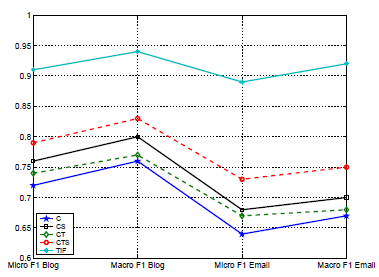 1
0.95
0.9
0.85
0.8
0.75
0.7
0.65
0.6
C
CS
CT
CTS
TIF
Micro F1 Blog Macro F1 Blog Micro F1 Email Macro F1 Email